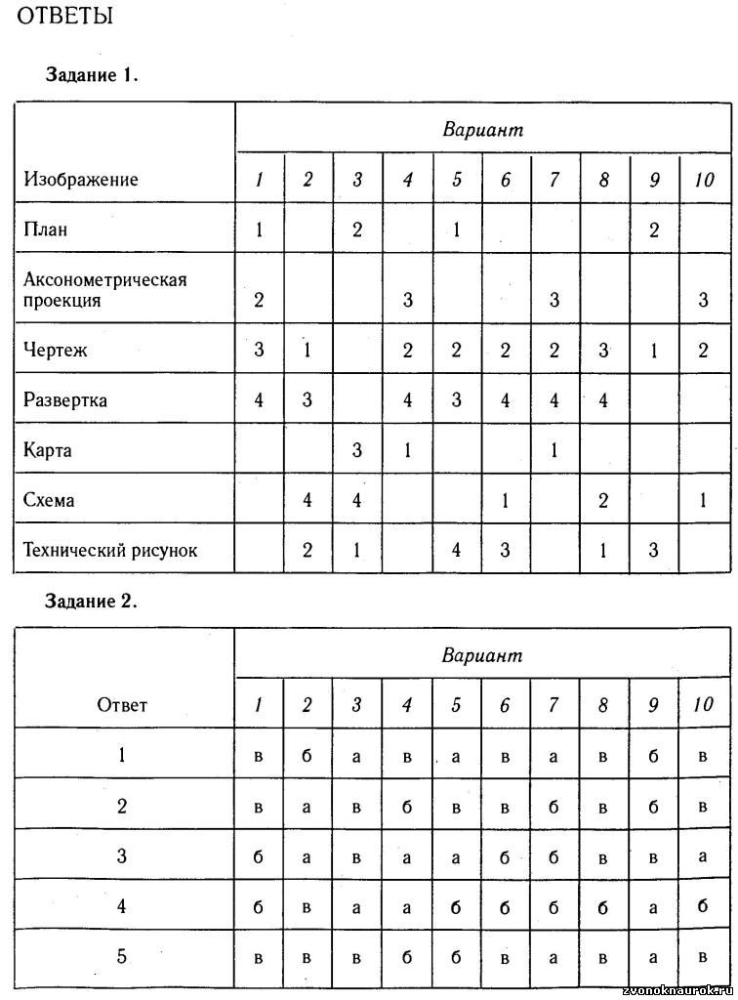 ОТВЕТЫ
Задание 1.
Вариант
Изображение 1 2 3 4 5 6 7 8 9 10
План 1 2 1 2
Аксонометрическая
проекция 2 3 3 3
Чертеж 3 1 2 2 2 2 3 1 2
Развертка 4 3 4 3 4 4 4
Карта 3 1 1
Схема 4 4 1 2 1
Технический рисунок 2 1 4 3 1 3
Задание 2.
Вариант
Ответ 1 2 3 4 5 6 7 8 9 10
1 в б а в а в а в б в
2 в а в б в в б в б в
3 б а в а а б б в в а
4 б в а а б б б б а б
5 в в в б б в а в а в
zvonoknaurok.ru